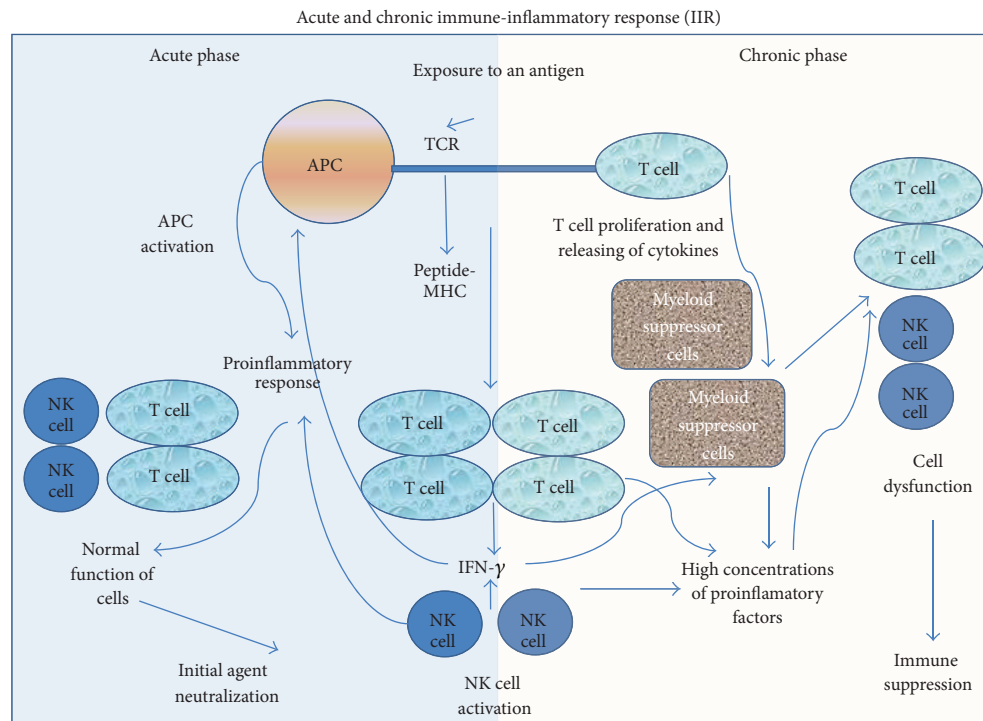 Acute and chronic immune-inflammatory response (IIR)
Acute phase
Exposure to an antigen
Chronic phase
TCR
APC
T cell
APC
activation
Peptide-
MHC
T cell proliferation and
releasing of cytokines
T cell
T cell
Myeloid
suppressor
cells
NK
cell
NK
cell
Proinflammatory
response
Myeloid
suppressor
cells
NK
cell
NK
cell
T cell
T cell
T cell
T cell
T cell
T cell
Cell
dysfunction
Normal
function of
cells
IFN-γ
High concentrations
of proinflamatory
factors
NK
cell
NK
cell
Initial agent
neutralization
NK cell
activation
Immune
suppression